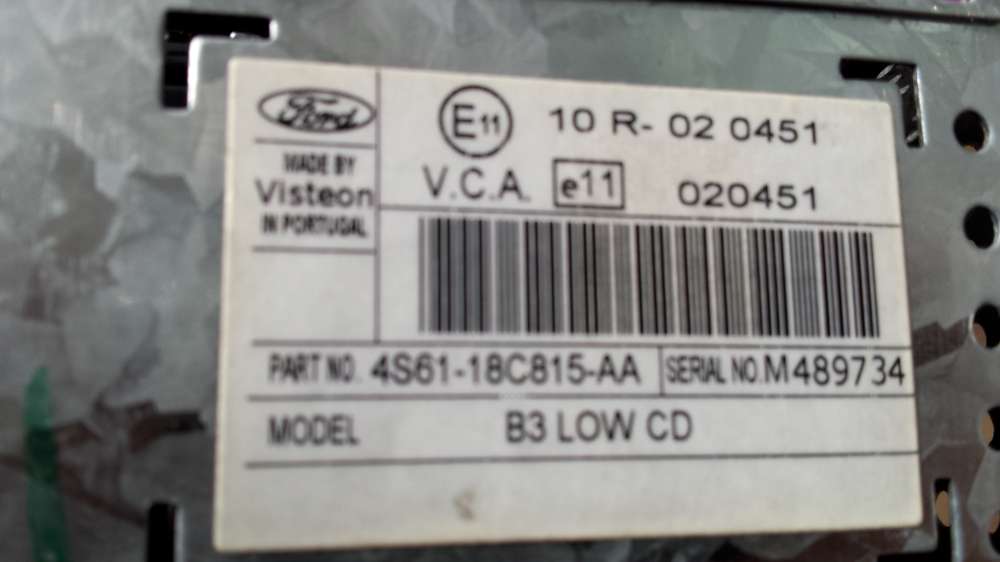 Ford
MADE BY
Visteon
IN PORTUGAL
E11 10 R- 02 0451
V.C.A. e11 020451
PART NO. 4S61-18C815-AA SERIAL NO. M489734
MODEL B3 LOW CD